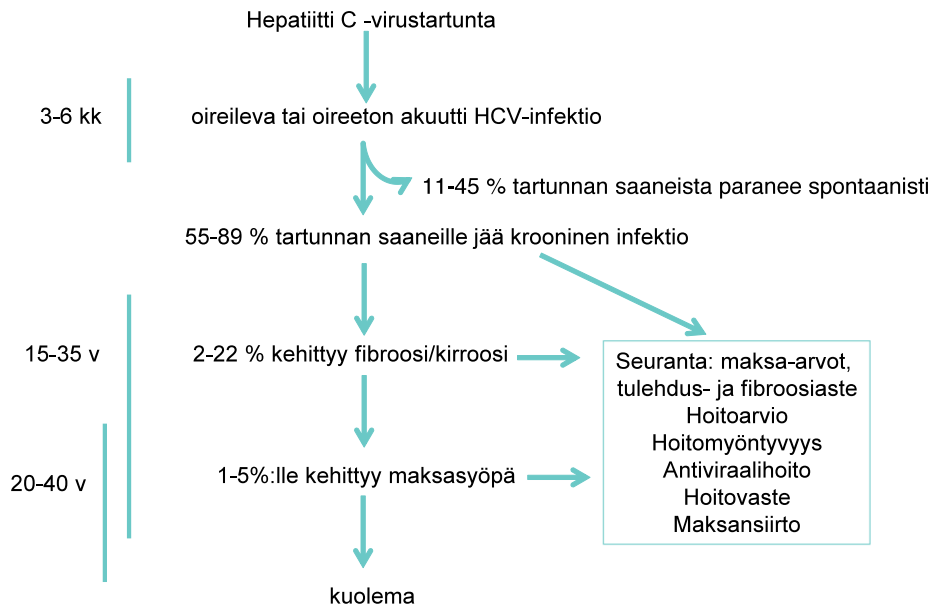 Hepatiitti C -virustartunta
3-6 kk
oireileva tai oireeton akuutti HCV-infektio
11-45 % tartunnan saaneista paranee spontaanisti
55-89 % tartunnan saaneille jää krooninen infektio
15-35 v
2-22 % kehittyy fibroosi/kirroosi
Seuranta: maksa-arvot,
tulehdus- ja fibroosiaste
Hoitoarvio
Hoitomyöntyvyys
Antiviraalihoito
Hoitovaste
Maksansiirto
20-40 v
1-5%:lle kehittyy maksasyöpä
kuolema